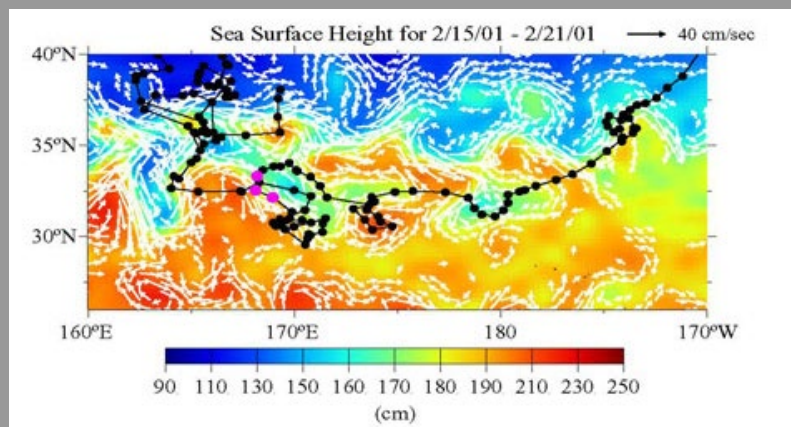 Sea Surface Height for 2/15/01 - 2/21/01 40 cm/sec
40ºN
35ºN
30ºN
160ºE 170ºE 180 170ºW
90. 110. 130. 150. 160. 170. 180. 190. 210. 230. 250
(cm)